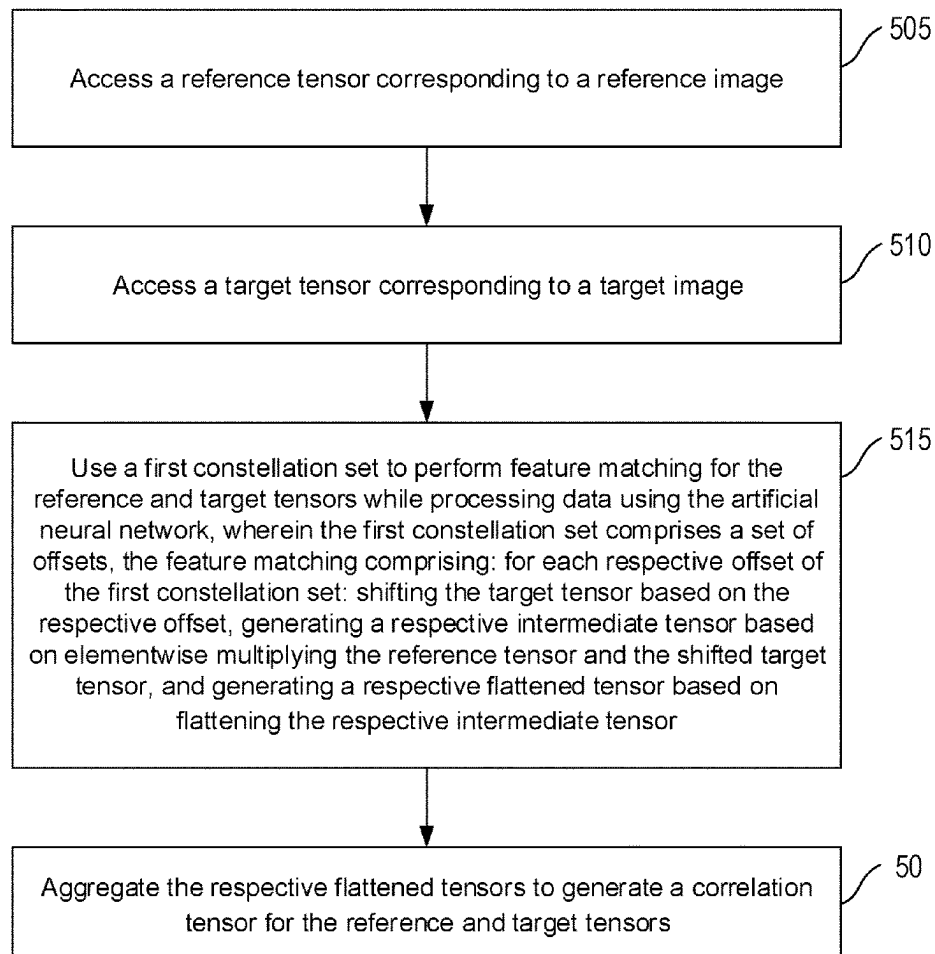 505
Access a reference tensor corresponding to a reference image
510
Access a target tensor corresponding to a target image
515
Use a first constellation set to perform feature matching for the
reference and target tensors while processing data using the artificial
neural network, wherein the first constellation set comprises a set of
offsets, the feature matching comprising: for each respective offset of
the first constellation set: shifting the target tensor based on the
respective offset, generating a respective intermediate tensor based
on elementwise multiplying the reference tensor and the shifted target
tensor, and generating a respective flattened tensor based on
flattening the respective intermediate tensor
50
Aggregate the respective flattened tensors to generate a correlation
tensor for the reference and target tensors